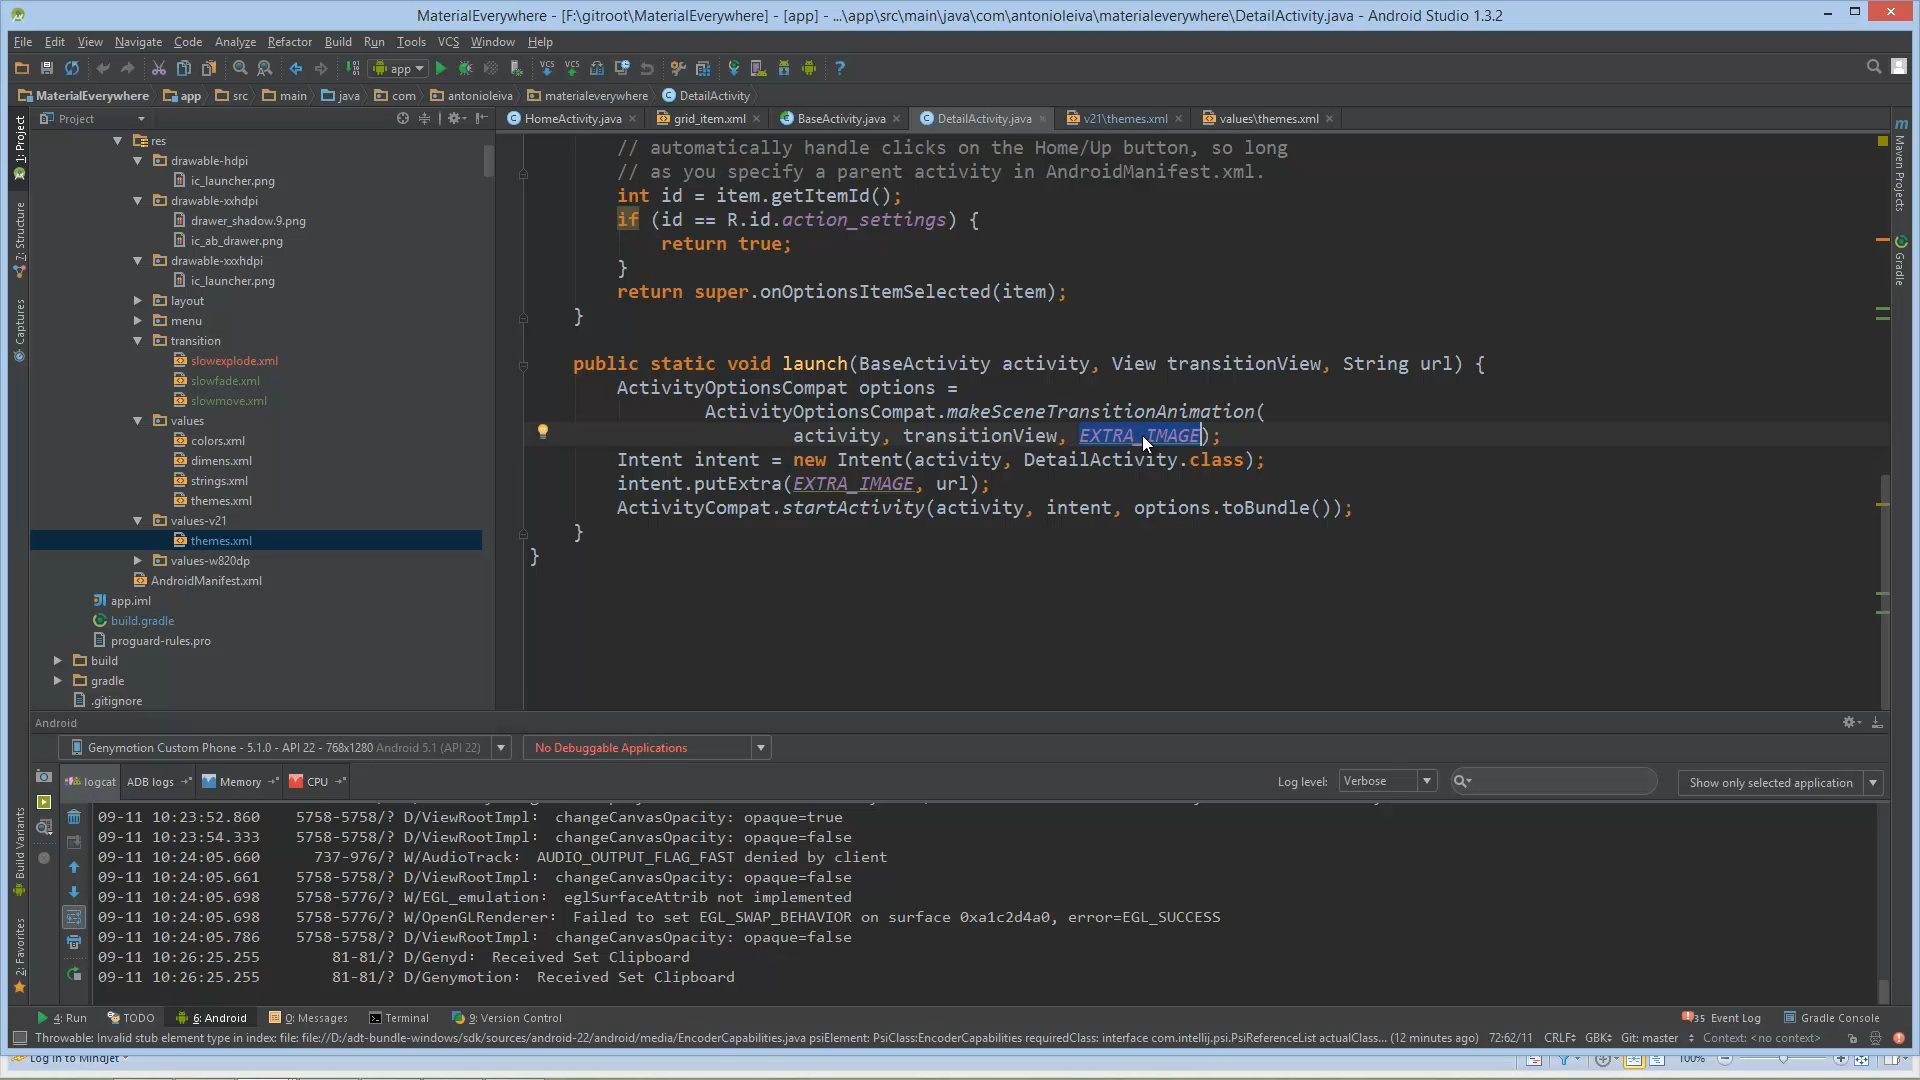 MaterialEverywhere - [F:\gitroot\MaterialEverywhere] - [app] - ...\app\src\main\java\com\antonioleiva\materialeverywhere\DetailActivity.java - Android Studio 1.3.2
File Edit View Navigate Code Analyze Refactor Build Run Tools VCS Window Help
app
MaterialEverywhere app src main java com antonioleiva materialeverywhere DetailActivity
Project
HomeActivity.java grid_item.xml BaseActivity.java DetailActivity.java v21\themes.xml values\themes.xml
1: Project
7: Structure
Captures
Build Variants
2: Favorites
Maven Projects
Gradle
res
drawable-hdpi
ic_launcher.png
drawable-xxhdpi
drawer_shadow.9.png
ic_ab_drawer.png
drawable-xxxhdpi
ic_launcher.png
layout
menu
transition
slowexplode.xml
slowfade.xml
slowmove.xml
values
colors.xml
dimens.xml
strings.xml
themes.xml
values-v21
themes.xml
values-w820dp
AndroidManifest.xml
app.iml
build.gradle
proguard-rules.pro
build
gradle
.gitignore
// automatically handle clicks on the Home/Up button, so long
// as you specify a parent activity in AndroidManifest.xml.
int id = item.getItemId();
if (id == R.id.action_settings) {
return true;
}
return super.onOptionsItemSelected(item);
}
public static void launch(BaseActivity activity, View transitionView, String url) {
ActivityOptionsCompat options =
ActivityOptionsCompat.makeSceneTransitionAnimation(
activity, transitionView, EXTRA_IMAGE);
Intent intent = new Intent(activity, DetailActivity.class);
intent.putExtra(EXTRA_IMAGE, url);
ActivityCompat.startActivity(activity, intent, options.toBundle());
}
}
Android
Genymotion Custom Phone - 5.1.0 - API 22 - 768x1280 Android 5.1 (API 22) No Debuggable Applications
logcat ADB logs Memory CPU Log level: Verbose Show only selected application
09-11 10:23:52.860 5758-5758/? D/ViewRootImpl: changeCanvasOpacity: opaque=true
09-11 10:23:54.333 5758-5758/? D/ViewRootImpl: changeCanvasOpacity: opaque=false
09-11 10:24:05.660 737-976/? W/AudioTrack: AUDIO_OUTPUT_FLAG_FAST denied by client
09-11 10:24:05.661 5758-5758/? D/ViewRootImpl: changeCanvasOpacity: opaque=false
09-11 10:24:05.698 5758-5776/? W/EGL_emulation: eglSurfaceAttrib not implemented
09-11 10:24:05.698 5758-5776/? W/OpenGLRenderer: Failed to set EGL_SWAP_BEHAVIOR on surface 0xa1c2d4a0, error=EGL_SUCCESS
09-11 10:24:05.786 5758-5758/? D/ViewRootImpl: changeCanvasOpacity: opaque=false
09-11 10:26:25.255 81-81/? D/Genyd: Received Set Clipboard
09-11 10:26:25.255 81-81/? D/Genymotion: Received Set Clipboard
4: Run TODO 6: Android 0: Messages Terminal 9: Version Control 35 Event Log Gradle Console
Throwable: Invalid stub element type in index: file: file://D:/adt-bundle-windows/sdk/sources/android-22/android/media/EncoderCapabilities.java psiElement: PsiClass:EncoderCapabilities requiredClass: interface com.intellij.psi.PsiReferenceList actualClass... (12 minutes ago) 72:62/11 CRLF GBK Git: master Context: <no context>
Log in to Mindjet 100%